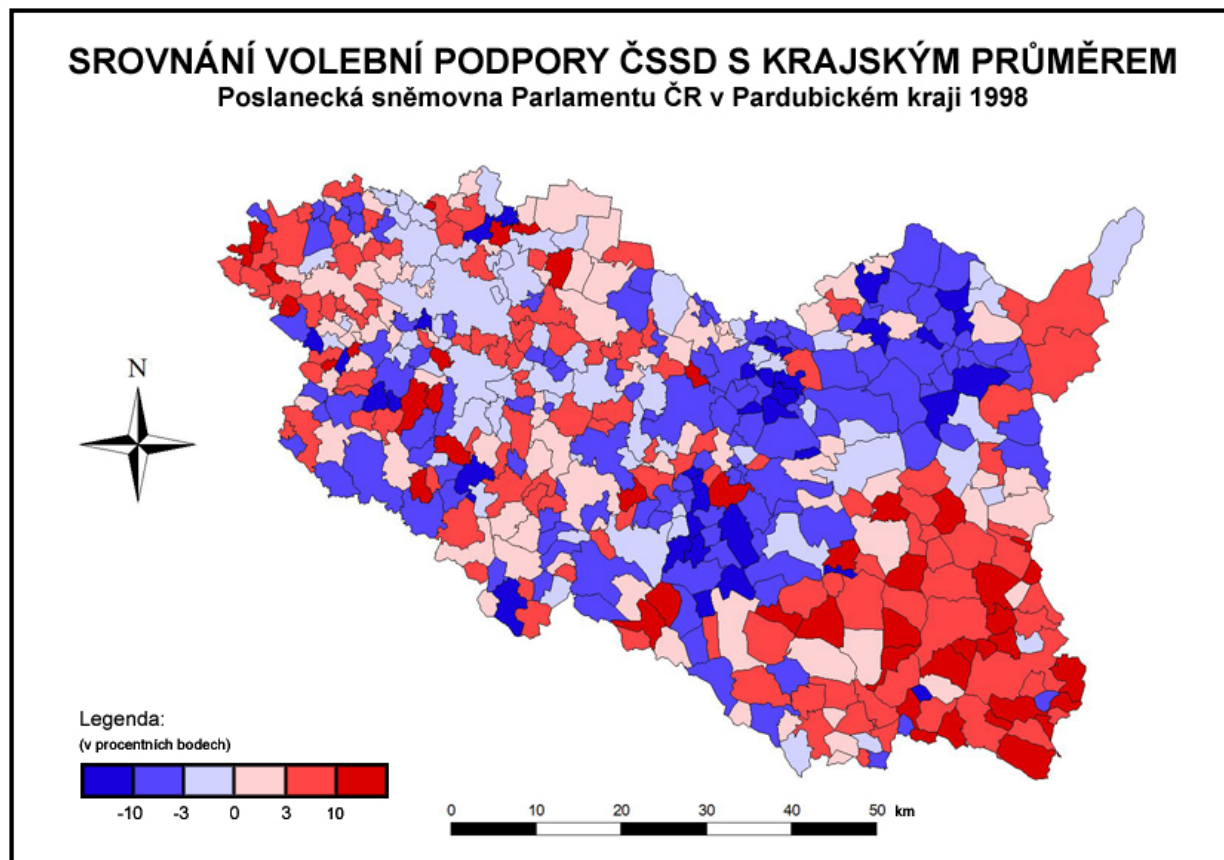 SROVNÁNÍ VOLEBNÍ PODPORY ČSSD S KRAJSKÝM PRŮMĚREM
Poslanecká sněmovna Parlamentu ČR v Pardubickém kraji 1998
N
Legenda:
(v procentních bodech)
-10 -3 0 3 10
0 10 20 30 40 50 km